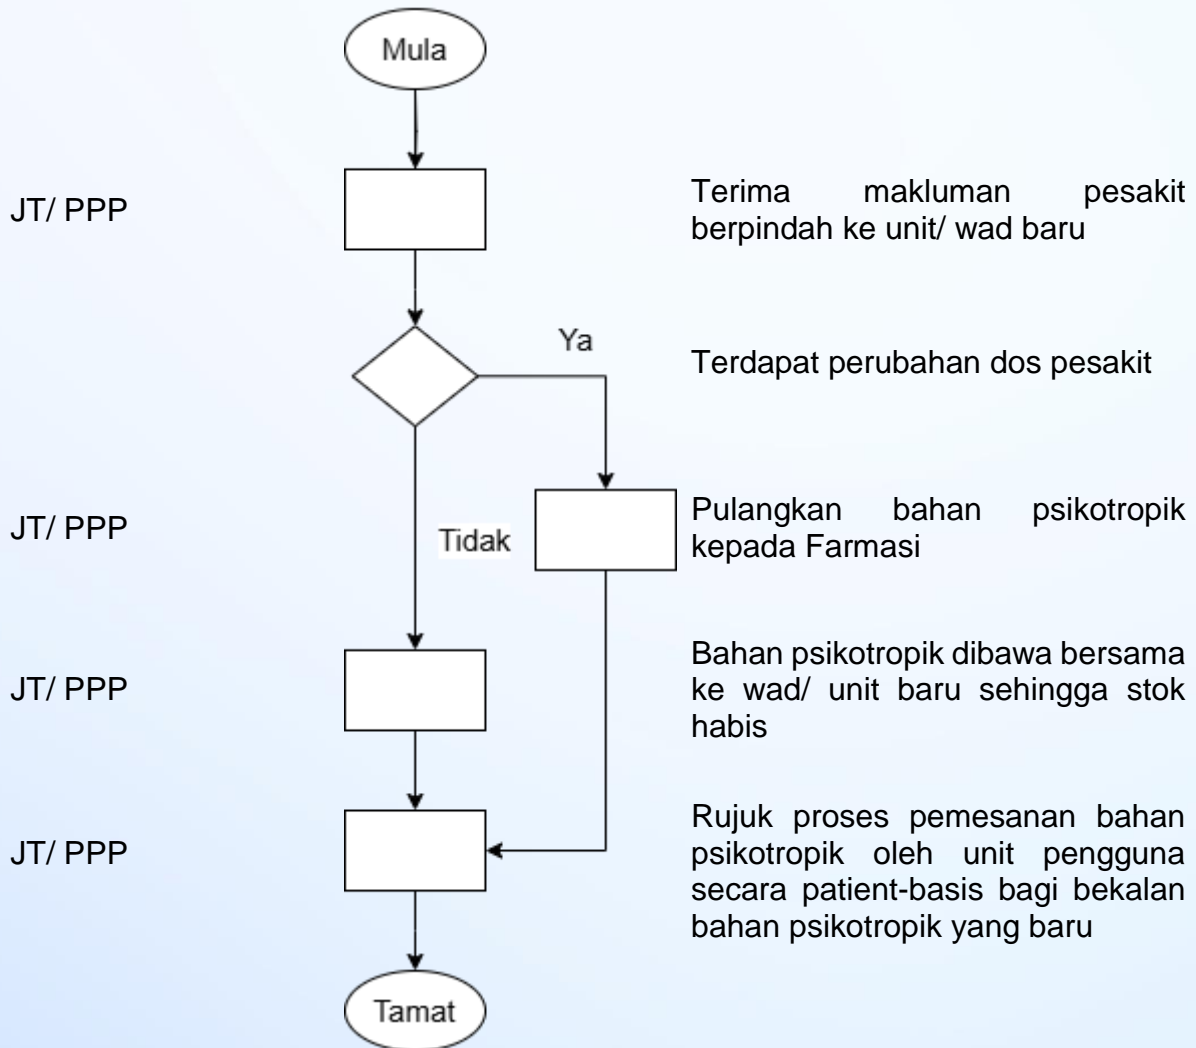 Mula
JT/ PPP
Terima makluman pesakit
berpindah ke unit/ wad baru
Ya
Terdapat perubahan dos pesakit
JT/ PPP
Tidak
Pulangkan bahan psikotropik
kepada Farmasi
JT/ PPP
Bahan psikotropik dibawa bersama
ke wad/ unit baru sehingga stok
habis
JT/ PPP
Rujuk proses pemesanan bahan
psikotropik oleh unit pengguna
secara patient-basis bagi bekalan
bahan psikotropik yang baru
Tamat